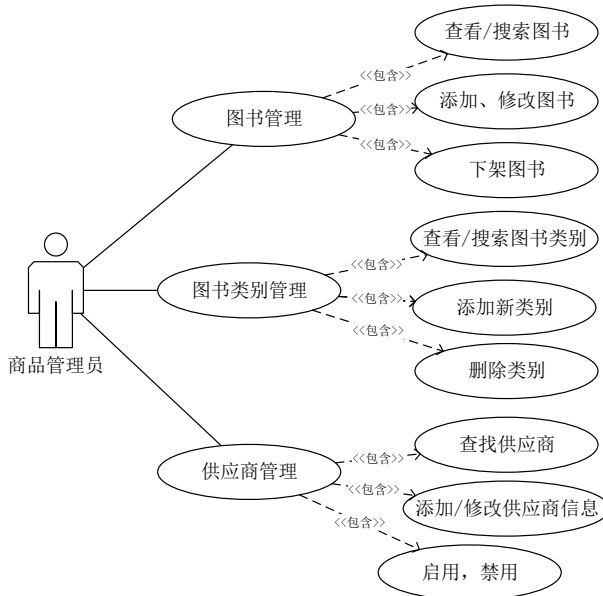 查看/搜索图书
<<包含>>
添加、修改图书
<<包含>>
图书管理
<<包含>>
下架图书
查看/搜索图书类别
<<包含>>
图书类别管理
<<包含>>
添加新类别
<<包含>>
删除类别
商品管理员
查找供应商
<<包含>>
供应商管理
<<包含>>
添加/修改供应商信息
<<包含>>
启用，禁用